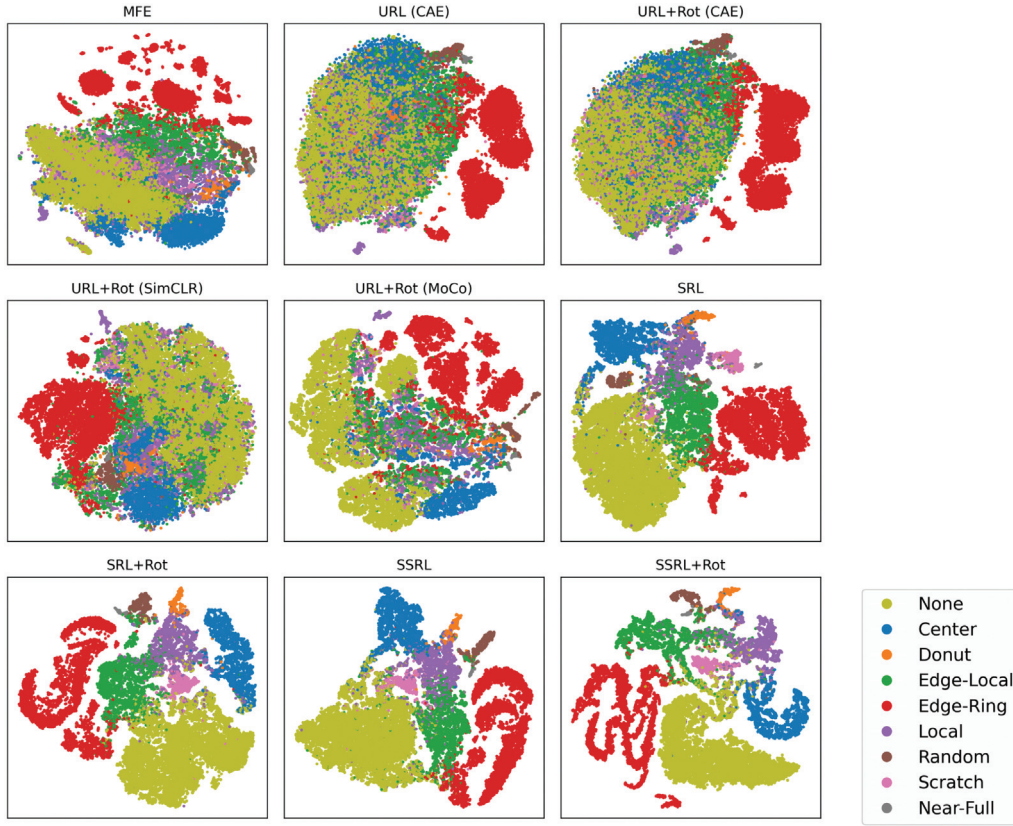 MFE
URL (CAE)
URL+Rot (CAE)
URL+Rot (SimCLR)
URL+Rot (MoCo)
SRL
SRL+Rot
SSRL
SSRL+Rot
None
Center
Donut
Edge-Local
Edge-Ring
Local
Random
Scratch
Near-Full